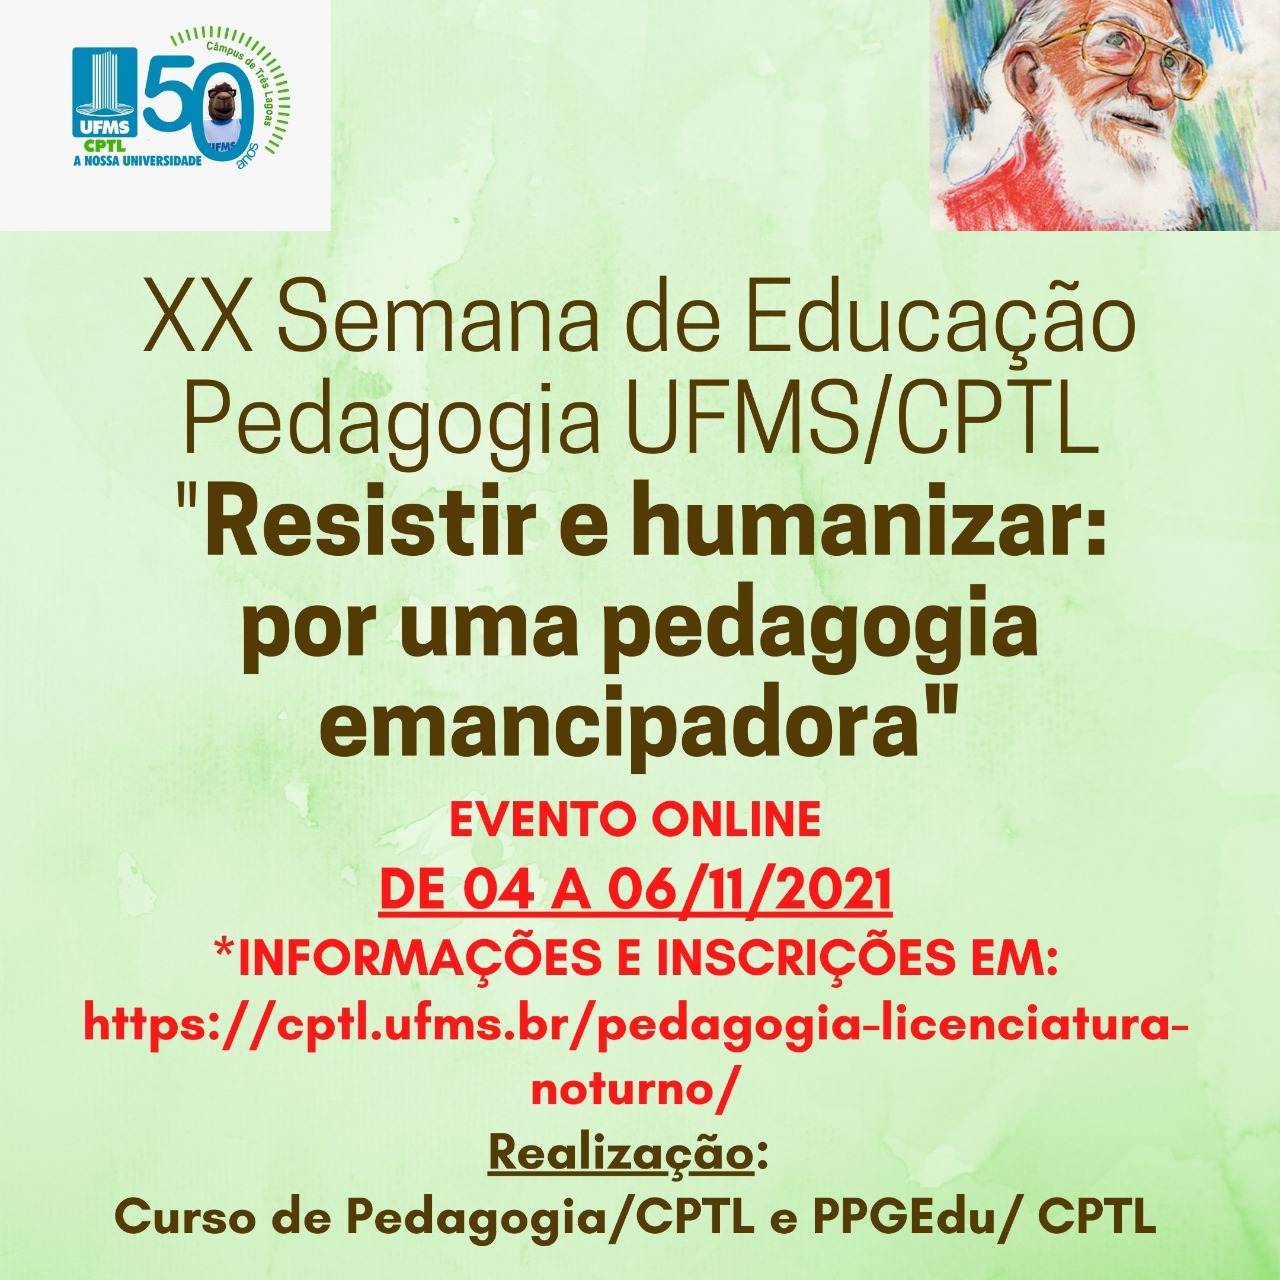 Câmpus de Três Lagoas
50
anos
UFMS
UFMS
CPTL
A NOSSA UNIVERSIDADE
XX Semana de Educação
Pedagogia UFMS/CPTL
"Resistir e humanizar:
por uma pedagogia
emancipadora"
EVENTO ONLINE
DE 04 A 06/11/2021
*INFORMAÇÕES E INSCRIÇÕES EM:
https://cptl.ufms.br/pedagogia-licenciatura-
noturno/
Realização:
Curso de Pedagogia/CPTL e PPGEdu/ CPTL